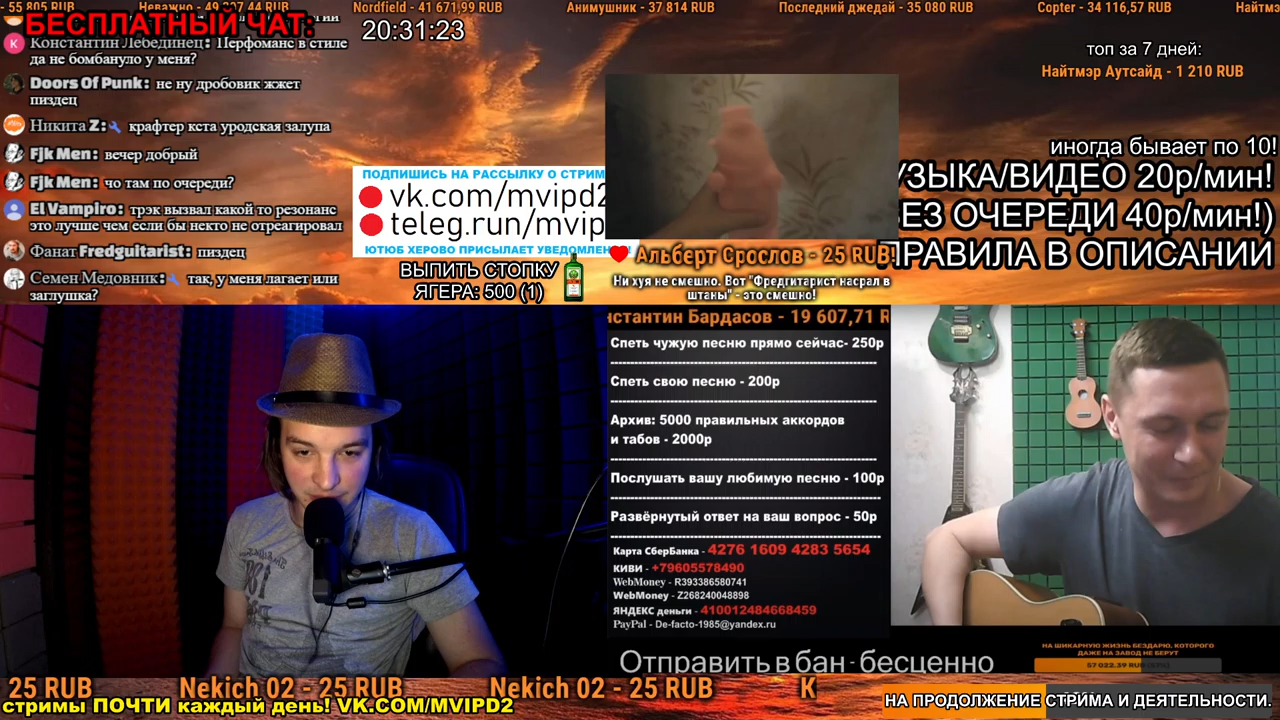 55 805 RUB Неважно - 49 207,44 RUB Nordfield - 41 671,99 RUB Анимушник - 37 814 RUB Последний джедай - 35 080 RUB Copter - 34 116,57 RUB Найтмэ
БЕСПЛАТНЫЙ ЧАТ:
20:31:23
Константин Лебединец: Перфоманс в стиле
да не бомбануло у меня?
Doors Of Punk: не ну дробовик жжет
пиздец
Никита Z: крафтер кста уродская залупа
Fjk Men: вечер добрый
Fjk Men: чо там по очереди?
El Vampiro: трэк вызвал какой то резонанс
это лучше чем если бы некто не отреагировал
Фанат Fredguitarist: пиздец
Семен Медовник: так, у меня лагает или
заглушка?
топ за 7 дней:
Найтмэр Аутсайд - 1 210 RUB
иногда бывает по 10!
УЗЫКА/ВИДЕО 20р/мин!
БЕЗ ОЧЕРЕДИ 40р/мин!)
ПРАВИЛА В ОПИСАНИИ
ПОДПИШИСЬ НА РАССЫЛКУ О СТРИМ
vk.com/mvipd2
teleg.run/mvip
ЮТЮБ ХЕРОВО ПРИСЫЛАЕТ УВЕДОМЛЕН
ВЫПИТЬ СТОПКУ
ЯГЕРА: 500 (1)
Альберт Срослов - 25 RUB!
Ни хуя не смешно. Вот "Фредгитарист насрал в
штаны" - это смешно!
нстантин Бардасов - 19 607,71 R
Спеть чужую песню прямо сейчас- 250р
Спеть свою песню - 200р
Архив: 5000 правильных аккордов
и табов - 2000р
Послушать вашу любимую песню - 100р
Развёрнутый ответ на ваш вопрос - 50р
Карта СберБанка - 4276 1609 4283 5654
КИВИ - +79605578490
WebMoney - R393386580741
WebMoney - Z268240048898
ЯНДЕКС деньги - 410012484668459
PayPal - De-facto-1985@yandex.ru
Отправить в бан - бесценно
НА ШИКАРНУЮ ЖИЗНЬ БЕЗДАРЮ, КОТОРОГО
ДАЖЕ НА ЗАВОД НЕ БЕРУТ
57 022.39 RUB
25 RUB Nekich 02 - 25 RUB Nekich 02 - 25 RUB K
стримы ПОЧТИ каждый день! VK.COM/MVIPD2
НА ПРОДОЛЖЕНИЕ СТРИМА И ДЕЯТЕЛЬНОСТИ.